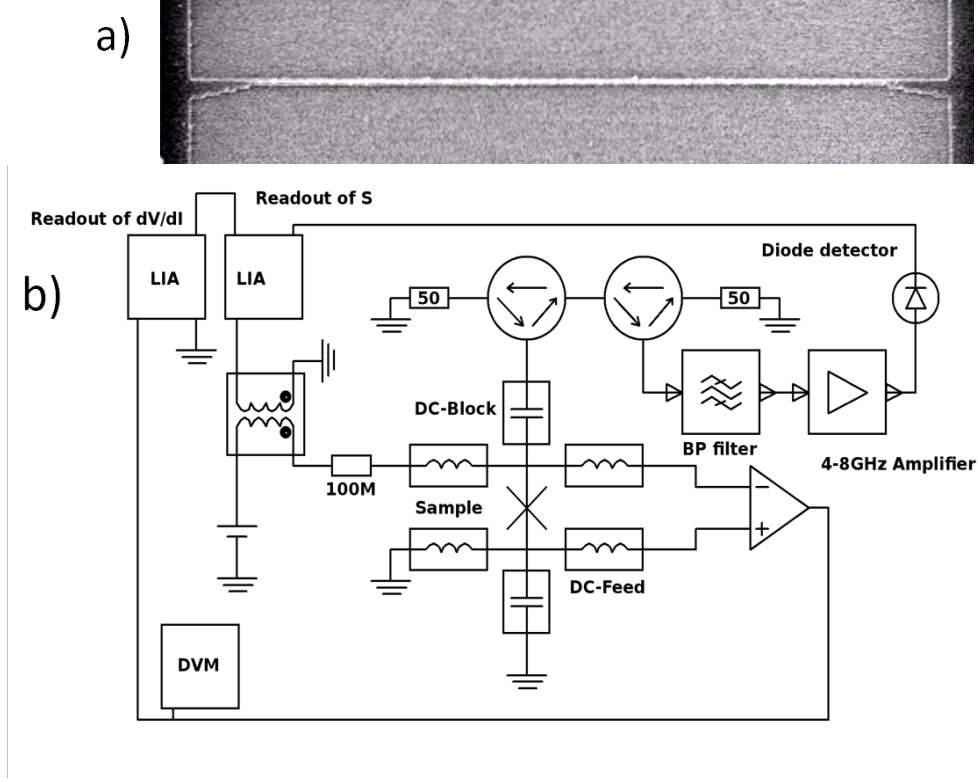 a)
Readout of dV/dI
Readout of S
LIA
LIA
Diode detector
b)
50
50
DC-Block
BP filter
4-8GHz Amplifier
100M
Sample
−
+
DC-Feed
DVM